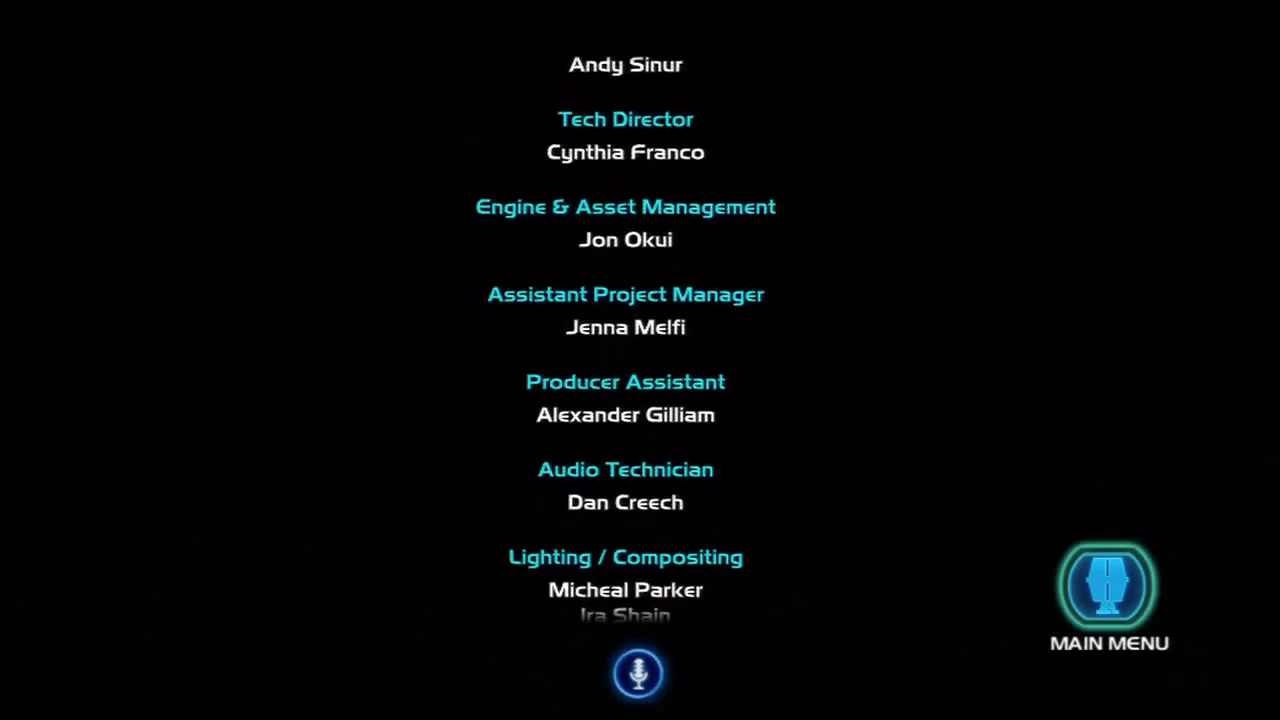 Andy Sinur
Tech Director
Cynthia Franco
Engine & Asset Management
Jon Okui
Assistant Project Manager
Jenna Melfi
Producer Assistant
Alexander Gilliam
Audio Technician
Dan Creech
Lighting / Compositing
Micheal Parker
Ira Shain
MAIN MENU